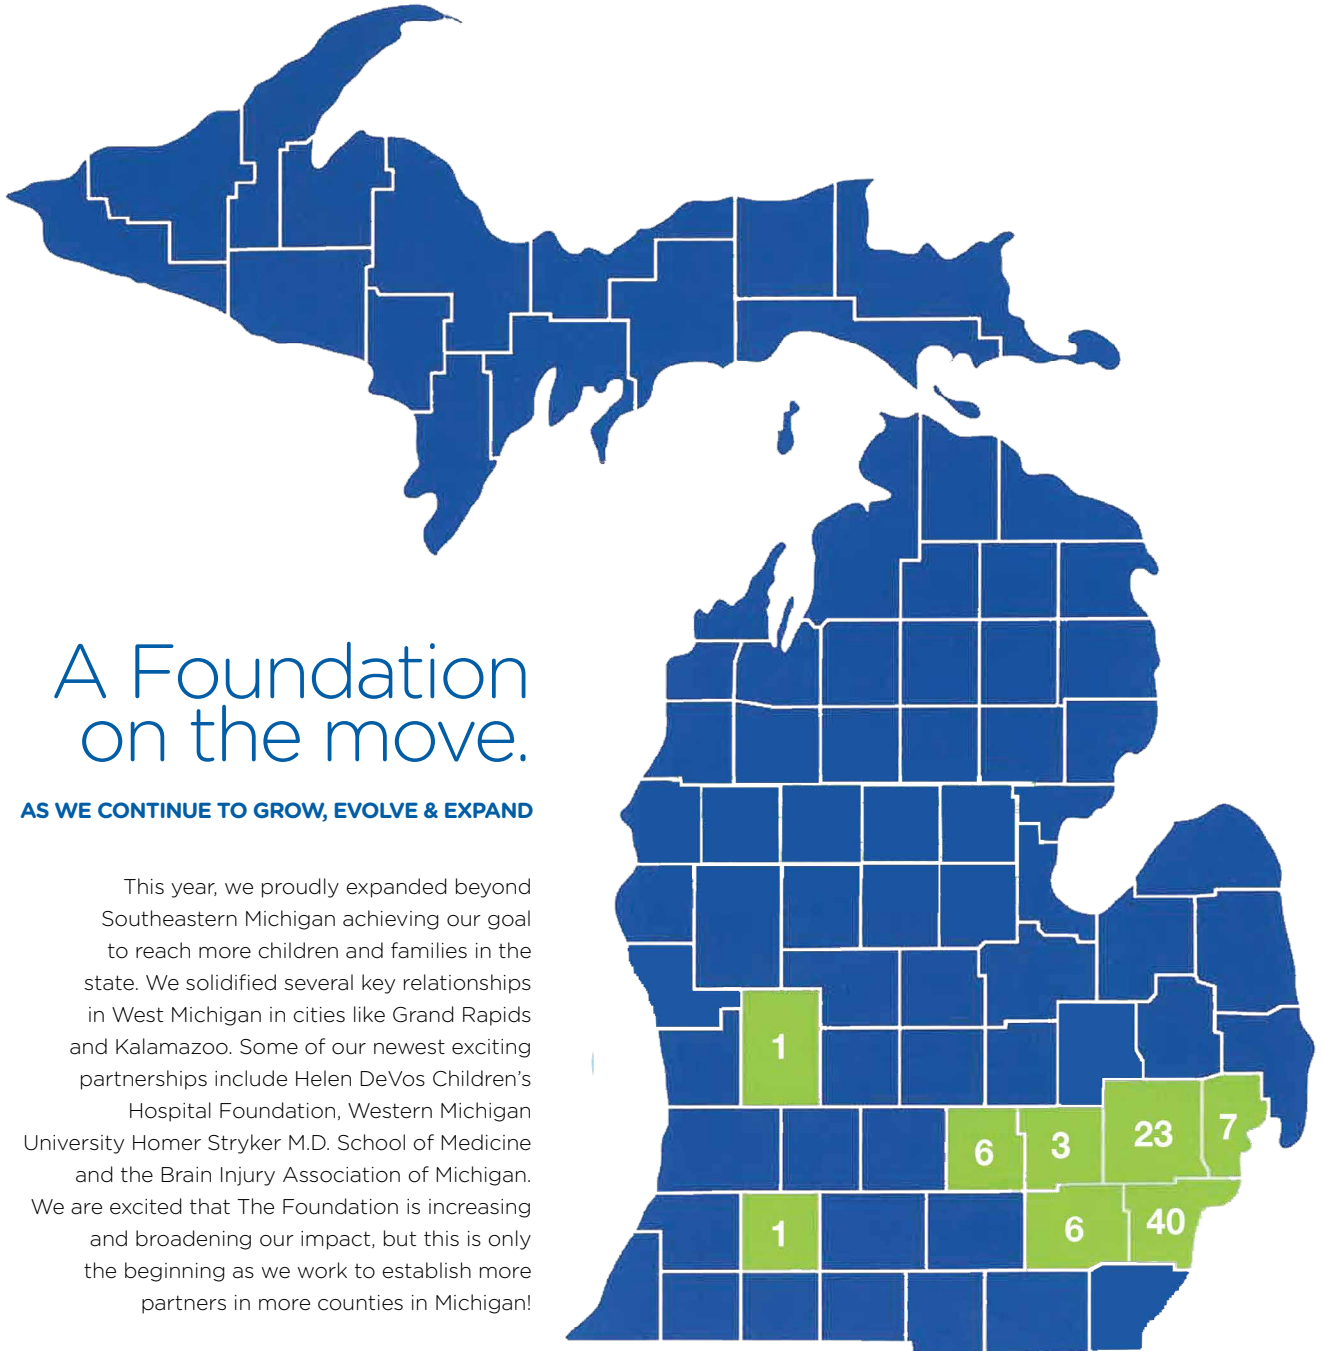 A Foundation
on the move.
AS WE CONTINUE TO GROW, EVOLVE & EXPAND
This year, we proudly expanded beyond
Southeastern Michigan achieving our goal
to reach more children and families in the
state. We solidified several key relationships
in West Michigan in cities like Grand Rapids
and Kalamazoo. Some of our newest exciting
partnerships include Helen DeVos Children’s
Hospital Foundation, Western Michigan
University Homer Stryker M.D. School of Medicine
and the Brain Injury Association of Michigan.
We are excited that The Foundation is increasing
and broadening our impact, but this is only
the beginning as we work to establish more
partners in more counties in Michigan!
1
6
3
23
7
1
6
40